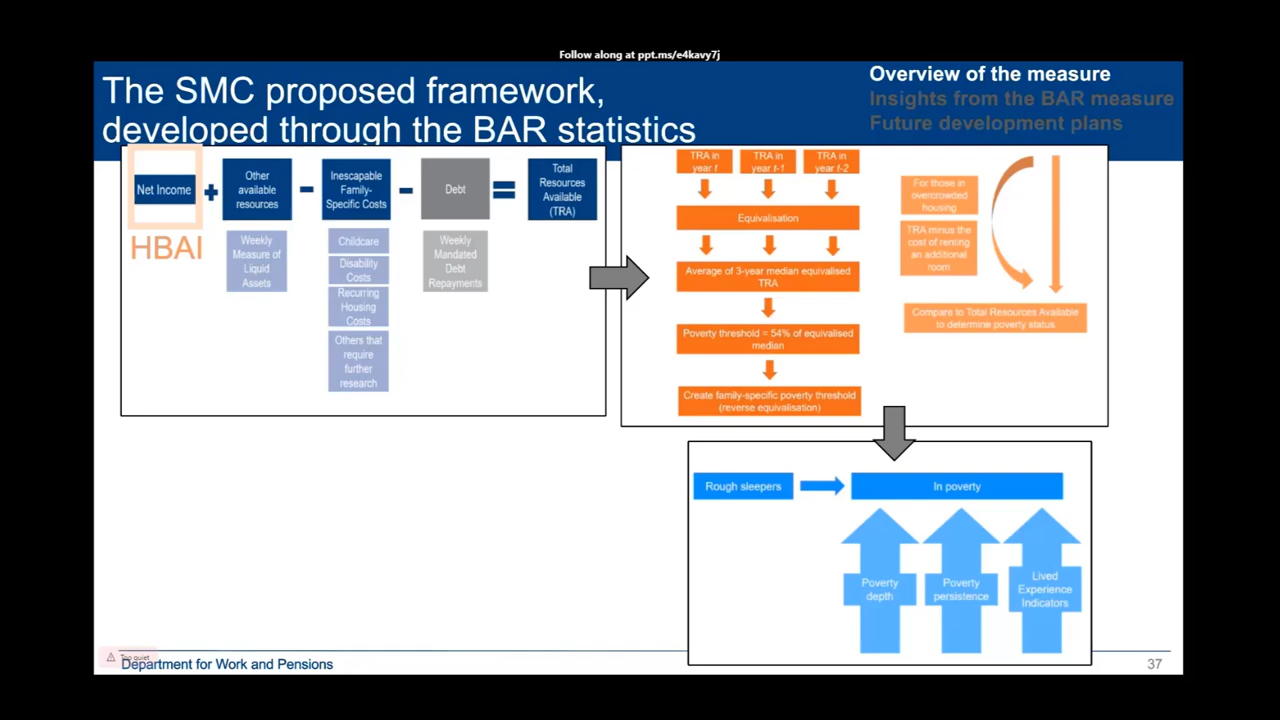 Follow along at ppt.ms/e4kavy7j
The SMC proposed framework,
developed through the BAR statistics
Overview of the measure
Insights from the BAR measure
Future development plans
Net Income
+
Other
available
resources
-
Inescapable
Family-
Specific Costs
-
Debt
=
Total
Resources
Available
(TRA)
HBAI
Weekly
Measure of
Liquid
Assets
Childcare
Disability
Costs
Recurring
Housing
Costs
Others that
require
further
research
Weekly
Mandated
Debt
Repayments
TRA in
year t
TRA in
year t-1
TRA in
year t-2
Equivalisation
Average of 3-year median equivalised
TRA
Poverty threshold = 54% of equivalised
median
Create family-specific poverty threshold
(reverse equivalisation)
For those in
overcrowded
housing
TRA minus the
cost of renting
an additional
room
Compare to Total Resources Available
to determine poverty status
Rough sleepers
In poverty
Poverty
depth
Poverty
persistence
Lived
Experience
Indicators
Too quiet
Department for Work and Pensions
37